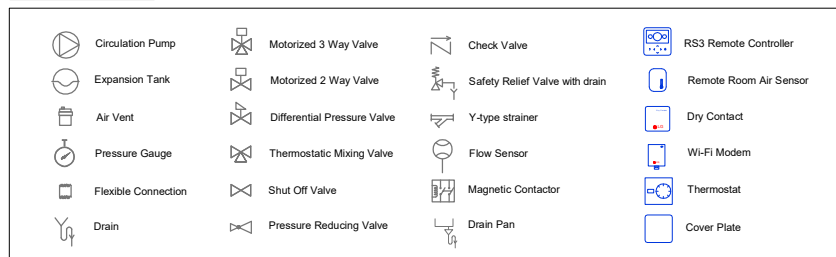 Circulation Pump
Motorized 3 Way Valve
Check Valve
RS3 Remote Controller
Expansion Tank
Motorized 2 Way Valve
Safety Relief Valve with drain
Remote Room Air Sensor
Air Vent
Differential Pressure Valve
Y-type strainer
Dry Contact
Pressure Gauge
Thermostatic Mixing Valve
Flow Sensor
Wi-Fi Modem
Flexible Connection
Shut Off Valve
Magnetic Contactor
Thermostat
Drain
Pressure Reducing Valve
Drain Pan
Cover Plate